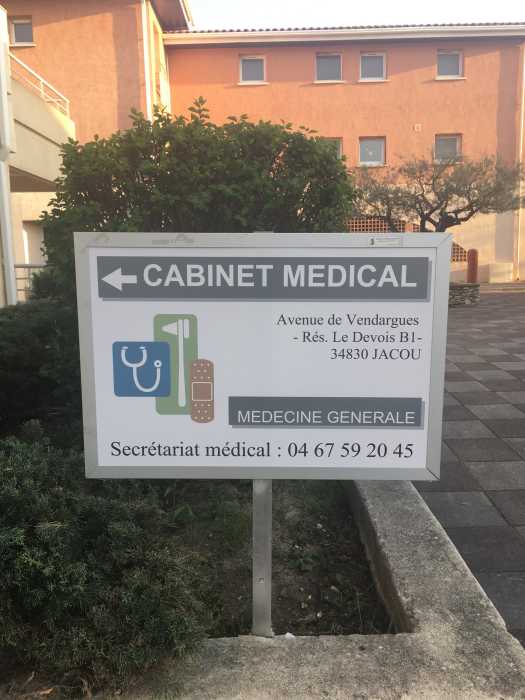 CABINET MEDICAL
Avenue de Vendargues
- Rés. Le Devois B1-
34830 JACOU
MEDECINE GENERALE
Secrétariat médical : 04 67 59 20 45